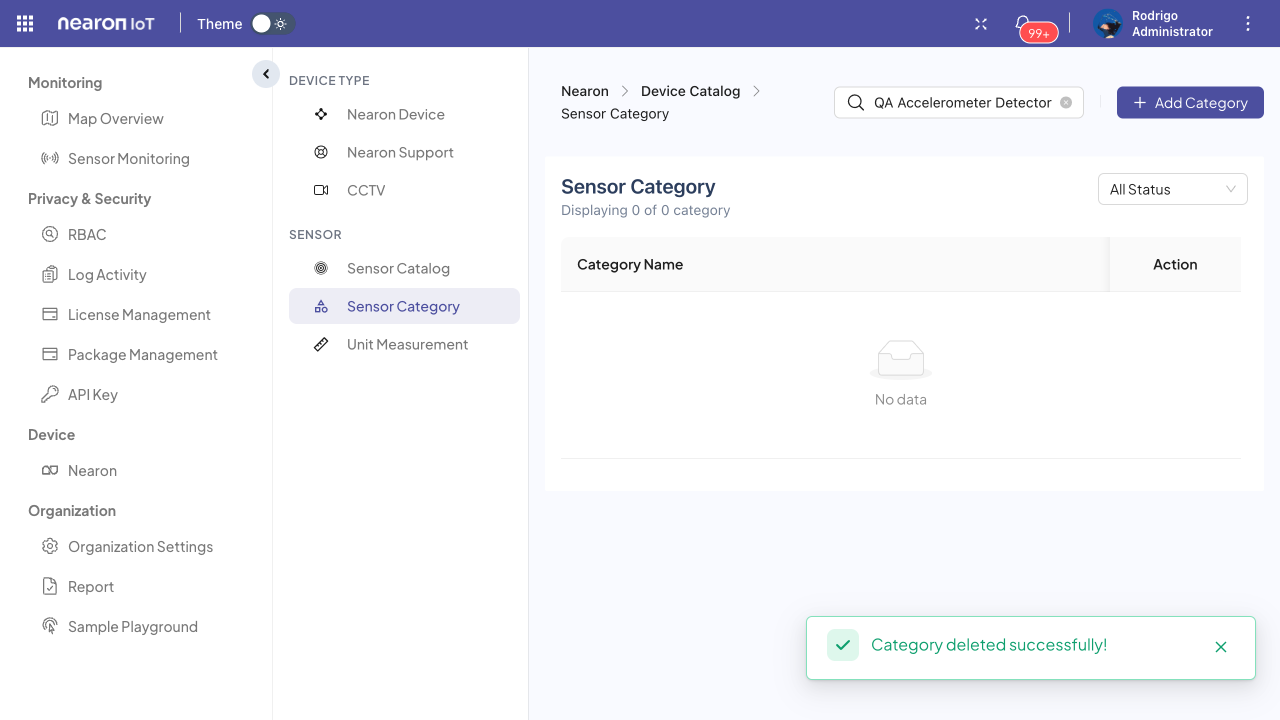 nearon IoT
Theme
99+
Rodrigo
Administrator
Monitoring
Map Overview
Sensor Monitoring
Privacy & Security
RBAC
Log Activity
License Management
Package Management
API Key
Device
Nearon
Organization
Organization Settings
Report
Sample Playground
DEVICE TYPE
Nearon Device
Nearon Support
CCTV
SENSOR
Sensor Catalog
Sensor Category
Unit Measurement
Nearon > Device Catalog >
Sensor Category
QA Accelerometer Detector
+ Add Category
Sensor Category
Displaying 0 of 0 category
All Status
Category Name Action
No data
Category deleted successfully!